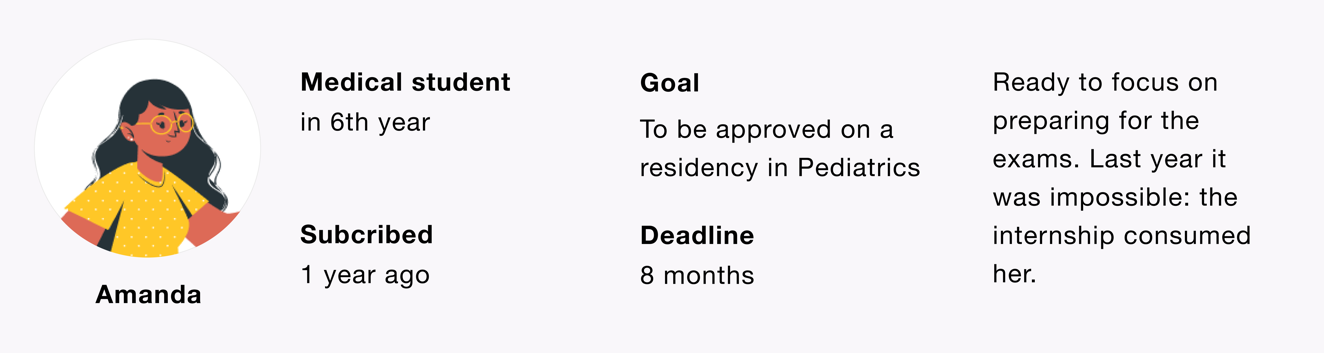 Amanda
Medical student
in 6th year
Subcribed
1 year ago
Goal
To be approved on a
residency in Pediatrics
Deadline
8 months
Ready to focus on
preparing for the
exams. Last year it
was impossible: the
internship consumed
her.